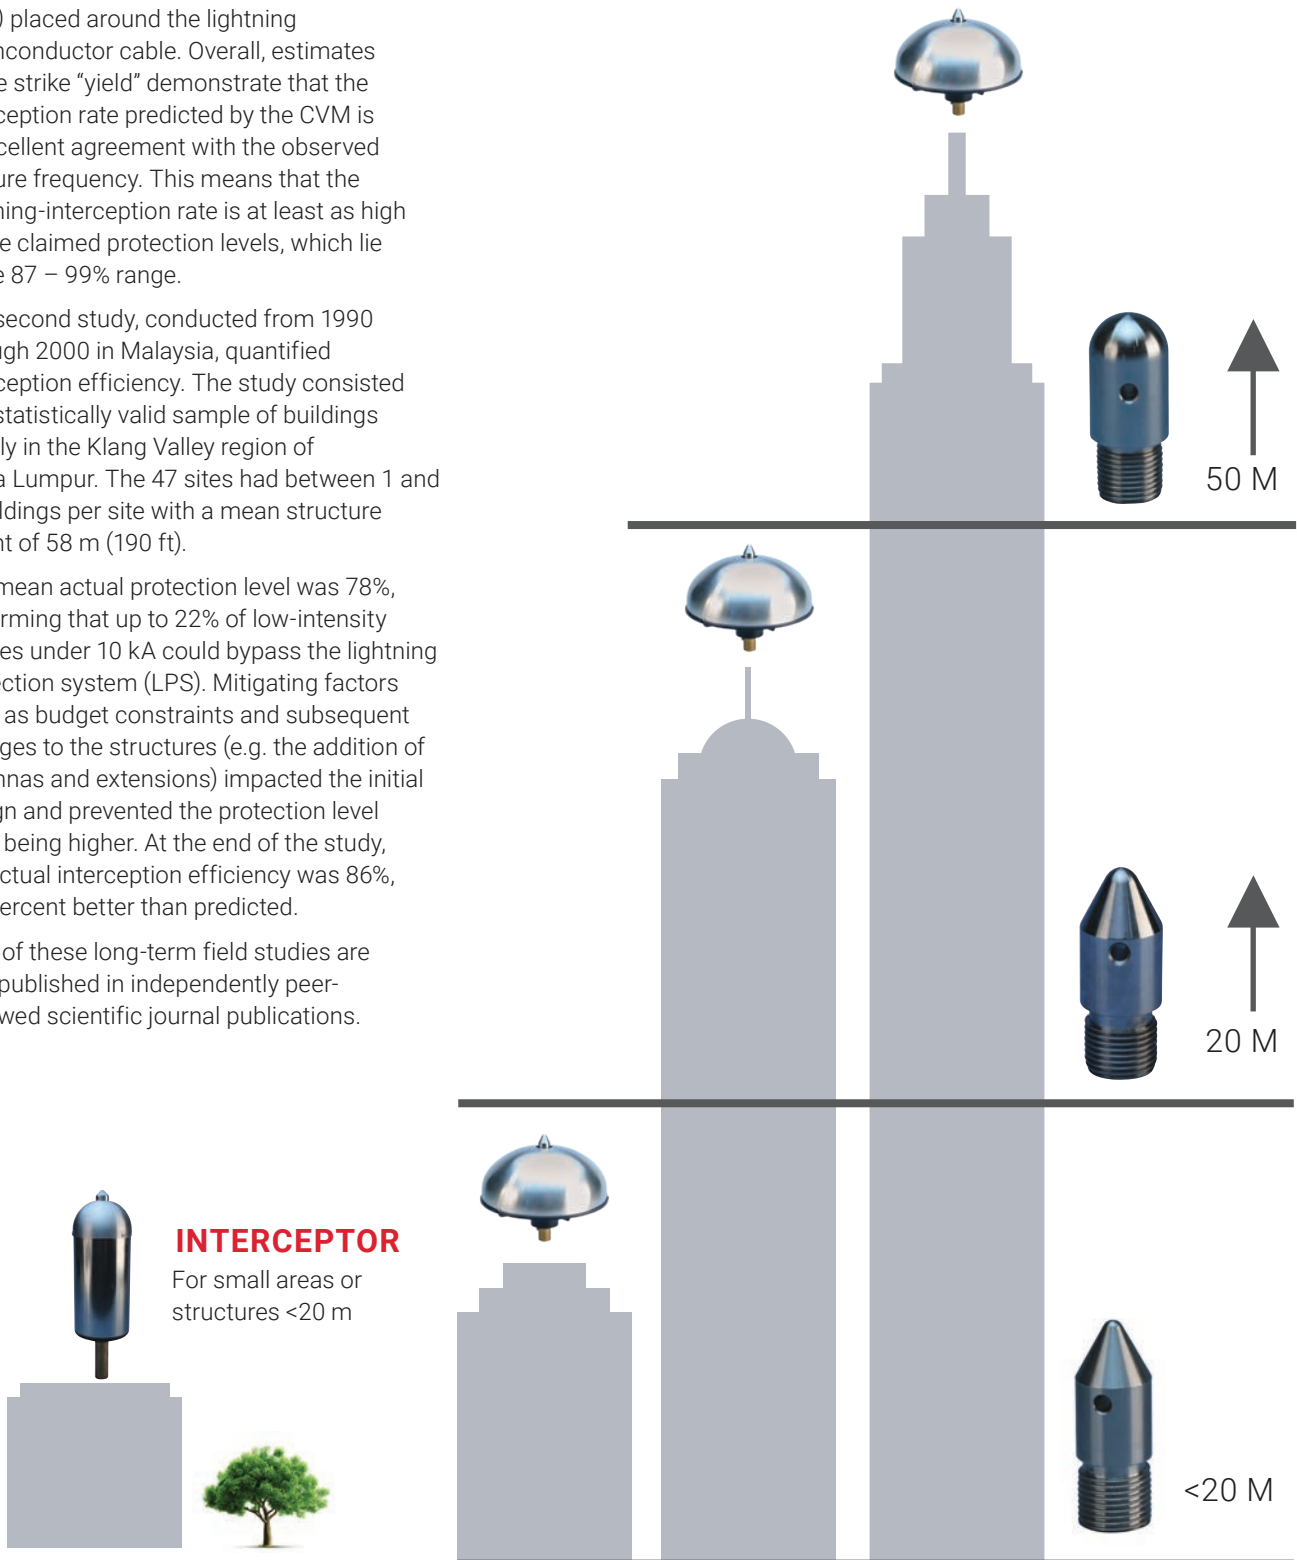 ) placed around the lightning
nconductor cable. Overall, estimates
e strike “yield” demonstrate that the
ception rate predicted by the CVM is
cellent agreement with the observed
ure frequency. This means that the
ning-interception rate is at least as high
e claimed protection levels, which lie
e 87 – 99% range.
second study, conducted from 1990
ugh 2000 in Malaysia, quantified
ception efficiency. The study consisted
statistically valid sample of buildings
ly in the Klang Valley region of
a Lumpur. The 47 sites had between 1 and
ldings per site with a mean structure
nt of 58 m (190 ft).
mean actual protection level was 78%,
rming that up to 22% of low-intensity
es under 10 kA could bypass the lightning
ection system (LPS). Mitigating factors
as budget constraints and subsequent
ges to the structures (e.g. the addition of
nnas and extensions) impacted the initial
gn and prevented the protection level
being higher. At the end of the study,
ctual interception efficiency was 86%,
ercent better than predicted.
of these long-term field studies are
published in independently peer-
wed scientific journal publications.
50 M
20 M
INTERCEPTOR
For small areas or
structures <20 m
<20 M